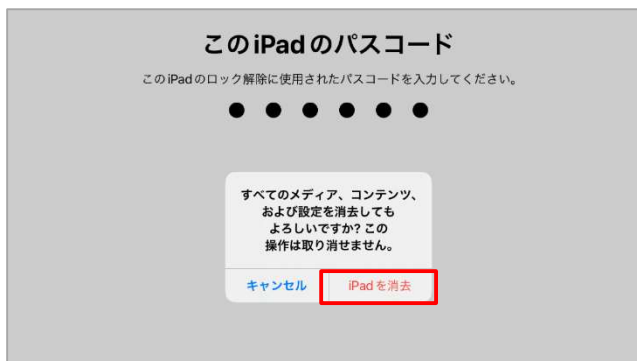 このiPadのパスコード
このiPadのロック解除に使用されたパスコードを入力してください。
すべてのメディア、コンテンツ、
および設定を消去しても
よろしいですか? この
操作は取り消せません。
キャンセル
iPadを消去